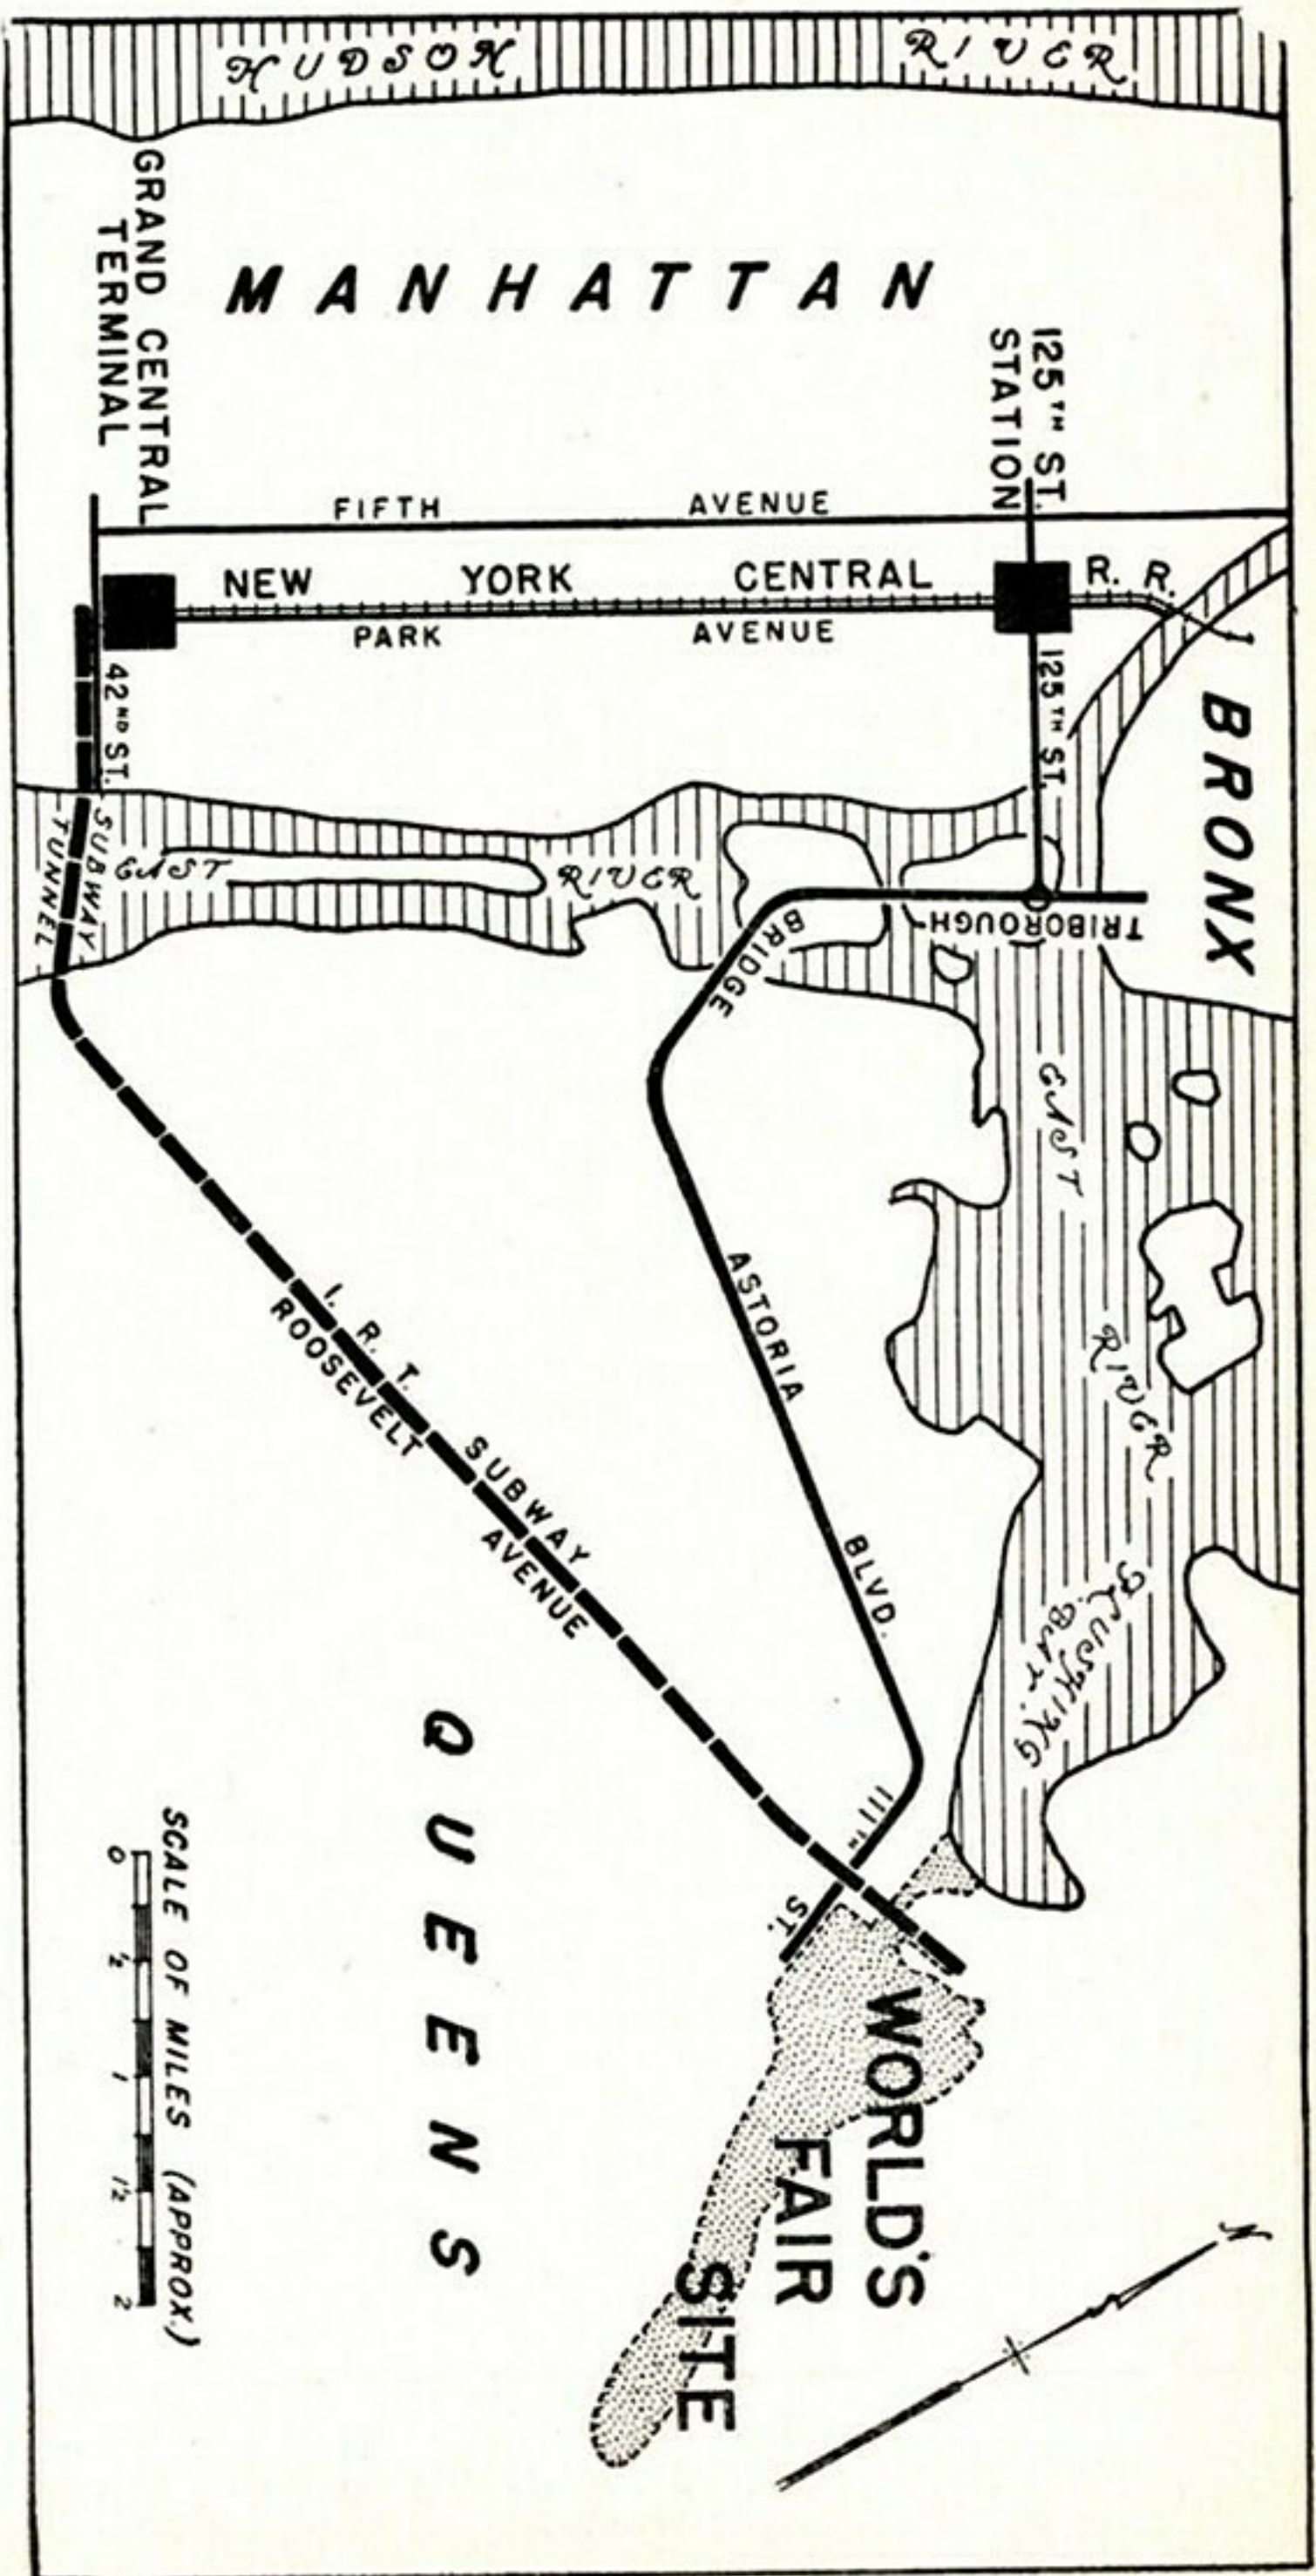 HUDSON RIVER
MANHATTAN
GRAND CENTRAL
TERMINAL
125TH ST.
STATION
FIFTH AVENUE
NEW YORK CENTRAL R. R.
PARK AVENUE
42ND ST.
125TH ST.
BRONX
SUBWAY
TUNNEL
EAST RIVER
TRIBOROUGH
BRIDGE
EAST RIVER
ASTORIA BLVD.
I. R. T. SUBWAY
ROOSEVELT AVENUE
FLUSHING
BAY
QUEENS
111TH ST.
WORLD'S
FAIR
SITE
N
SCALE OF MILES (APPROX.)
0 ½ 1 1½ 2